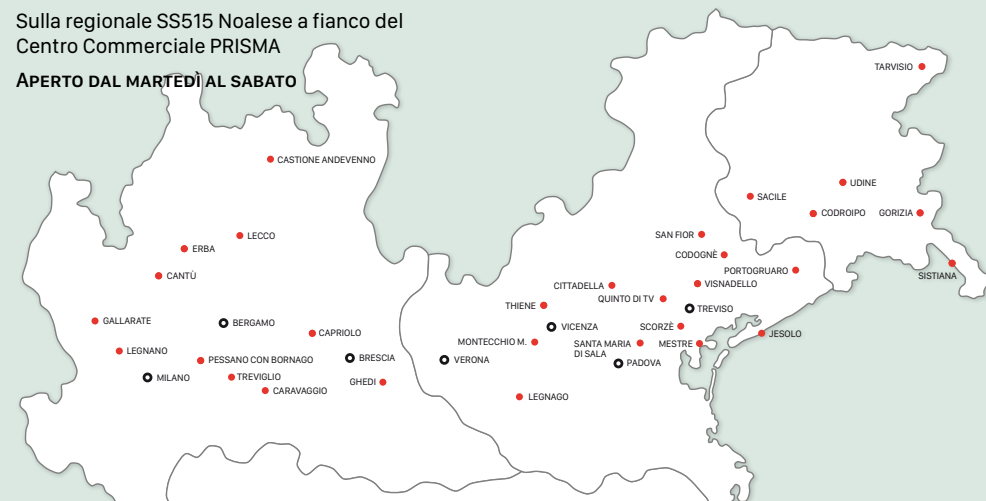 Sulla regionale SS515 Noalese a fianco del
Centro Commerciale PRISMA
APERTO DAL MARTEDÌ AL SABATO
TARVISIO
CASTIONE ANDEVENNO
UDINE
SACILE
CODROIPO
GORIZIA
LECCO
SAN FIOR
ERBA
CODOGNÈ
PORTOGRUARO
CANTÙ
SISTIANA
VISNADELLO
CITTADELLA
QUINTO DI TV
THIENE
TREVISO
GALLARATE
BERGAMO
VICENZA
SCORZÈ
CAPRIOLO
JESOLO
MONTECCHIO M.
SANTA MARIA
DI SALA
MESTRE
LEGNANO
PESSANO CON BORNAGO
BRESCIA
VERONA
PADOVA
MILANO
TREVIGLIO
GHEDI
CARAVAGGIO
LEGNAGO